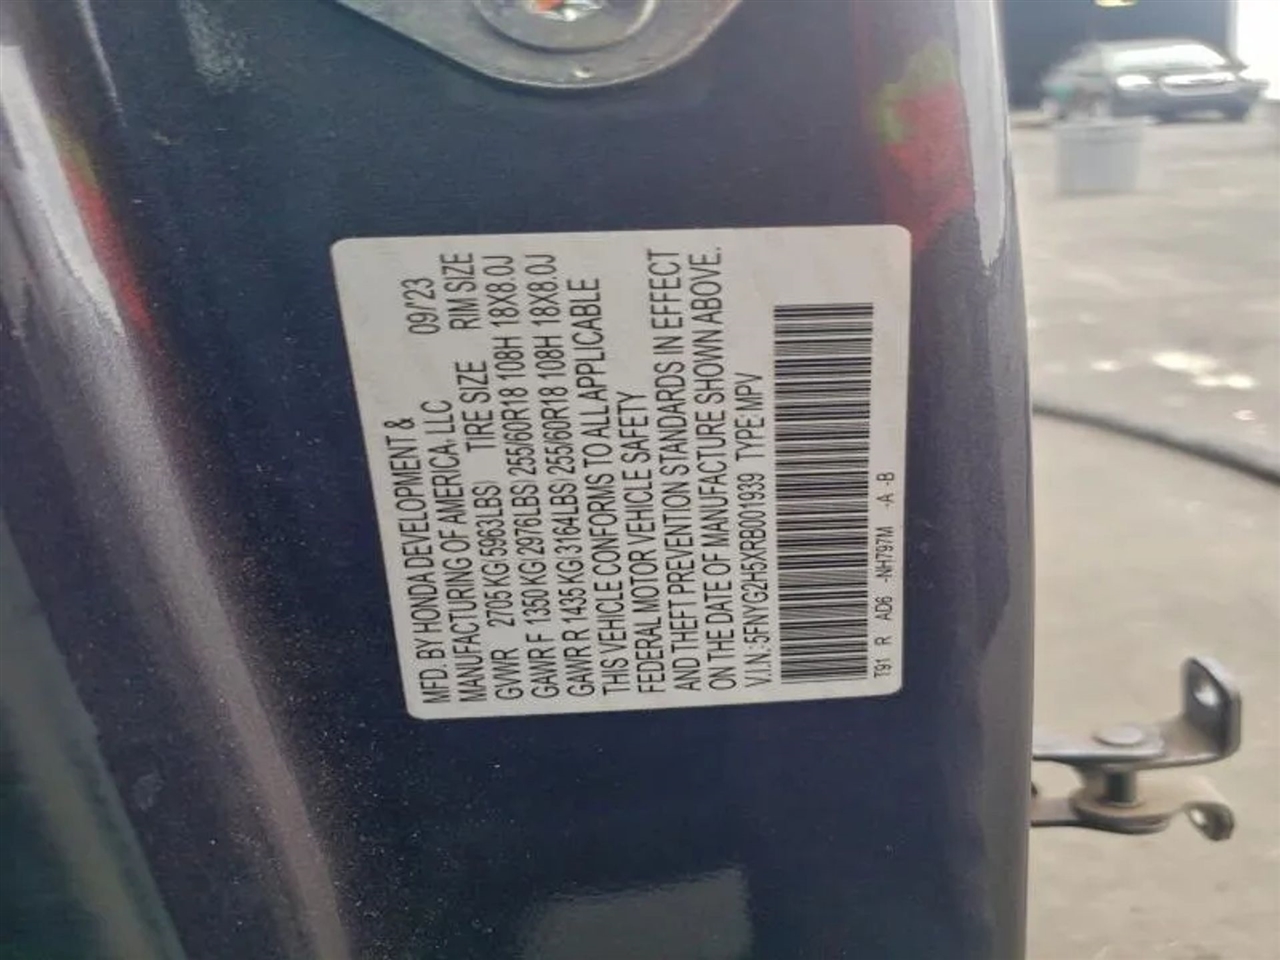 MFD. BY HONDA DEVELOPMENT &
MANUFACTURING OF AMERICA, LLC 09/'23
GVWR 2705 KG(5963LBS) TIRE SIZE RIM SIZE
GAWR F 1350 KG(2976LBS) 255/60R18 108H 18X8.0J
GAWR R 1435 KG(3164LBS) 255/60R18 108H 18X8.0J
THIS VEHICLE CONFORMS TO ALL APPLICABLE
FEDERAL MOTOR VEHICLE SAFETY
AND THEFT PREVENTION STANDARDS IN EFFECT
ON THE DATE OF MANUFACTURE SHOWN ABOVE.
V.I.N.:5FNYG2H5XRB001939 TYPE: MPV
T91 R AD6 -NH797M -A -B